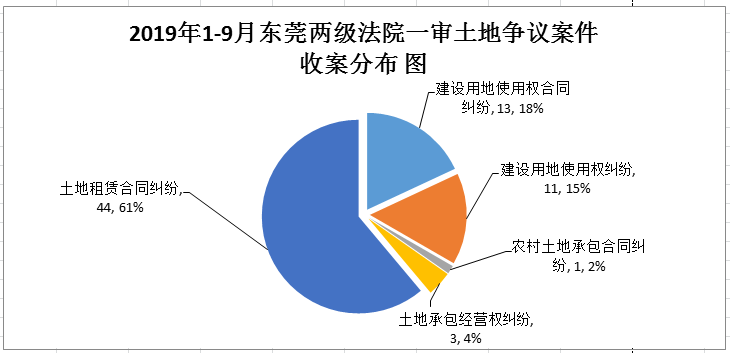 2019年1-9月东莞两级法院一审土地争议案件
收案分布 图
建设用地使用权合同
纠纷, 13, 18%
建设用地使用权纠纷,
11, 15%
农村土地承包合同纠
纷, 1, 2%
土地承包经营权纠纷,
3, 4%
土地租赁合同纠纷,
44, 61%